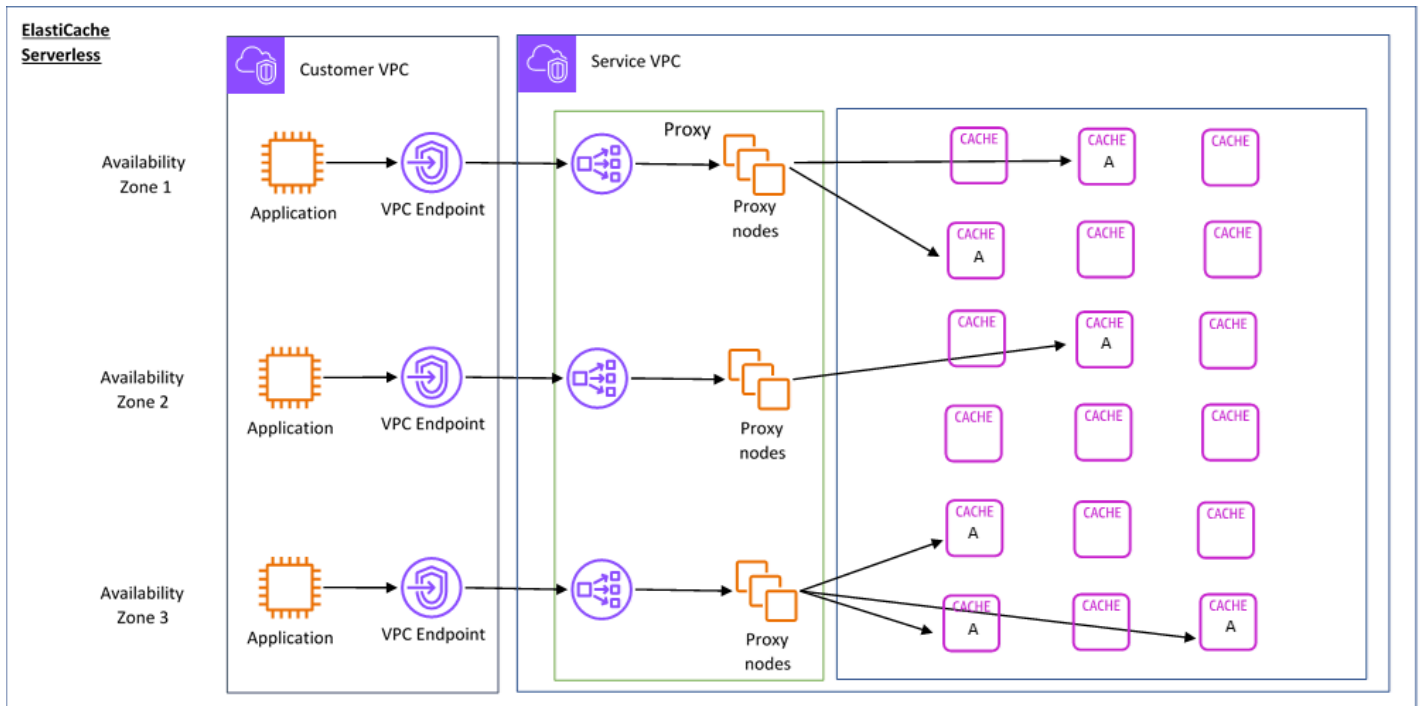 ElastiCache
Serverless
Customer VPC
Service VPC
Availability
Zone 1
Application
VPC Endpoint
Proxy
Proxy
nodes
CACHE
CACHE
A
CACHE
CACHE
A
CACHE
CACHE
Availability
Zone 2
Application
VPC Endpoint
Proxy
nodes
CACHE
CACHE
A
CACHE
CACHE
CACHE
CACHE
Availability
Zone 3
Application
VPC Endpoint
Proxy
nodes
CACHE
A
CACHE
CACHE
CACHE
A
CACHE
CACHE
A